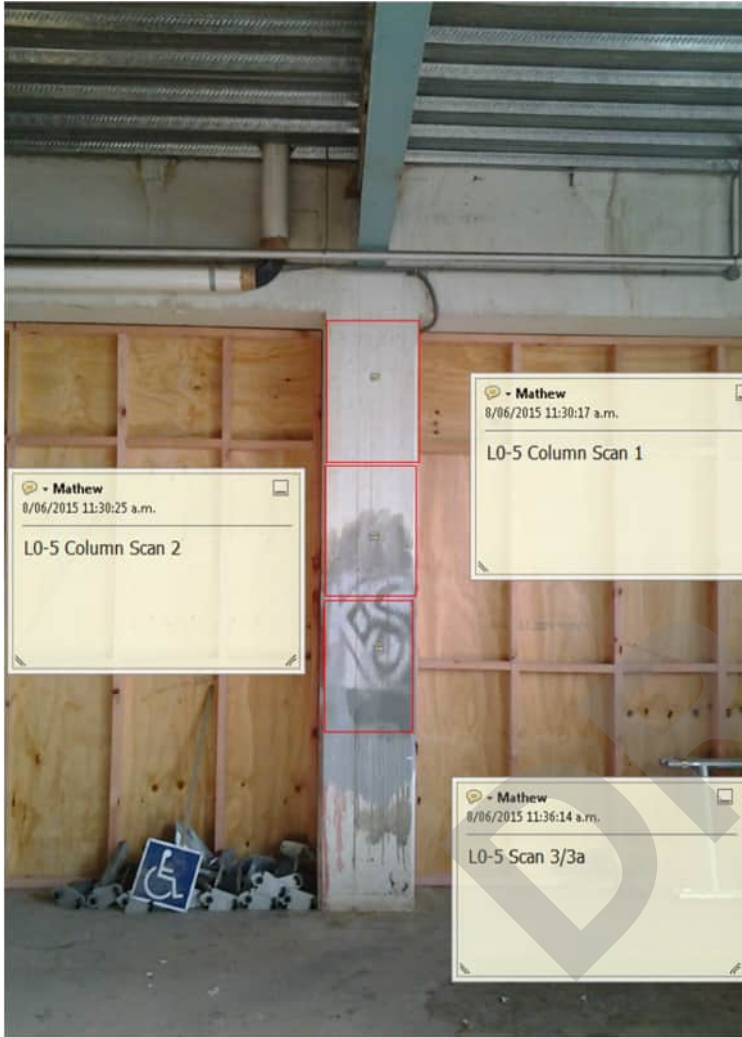 Mathew
8/06/2015 11:30:17 a.m.
L0-5 Column Scan 1
Mathew
8/06/2015 11:30:25 a.m.
L0-5 Column Scan 2
Mathew
8/06/2015 11:36:14 a.m.
L0-5 Scan 3/3a